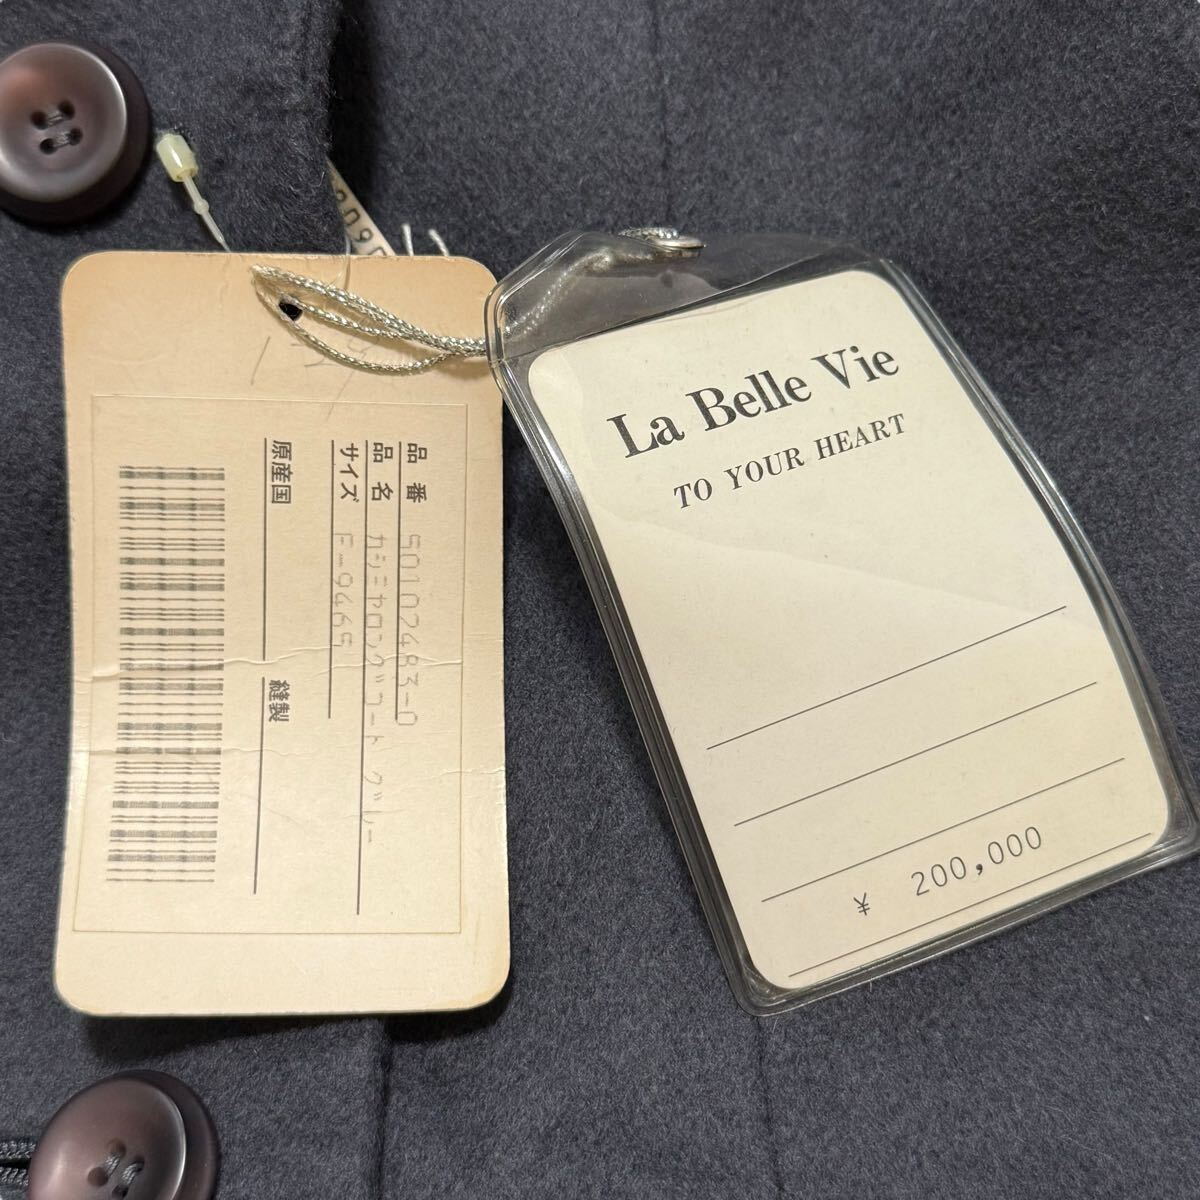 品番 50102483-0
品名 カシミヤロングコート グレー
サイズ F-9465
原産国
縫製
La Belle Vie
TO YOUR HEART
¥ 200,000